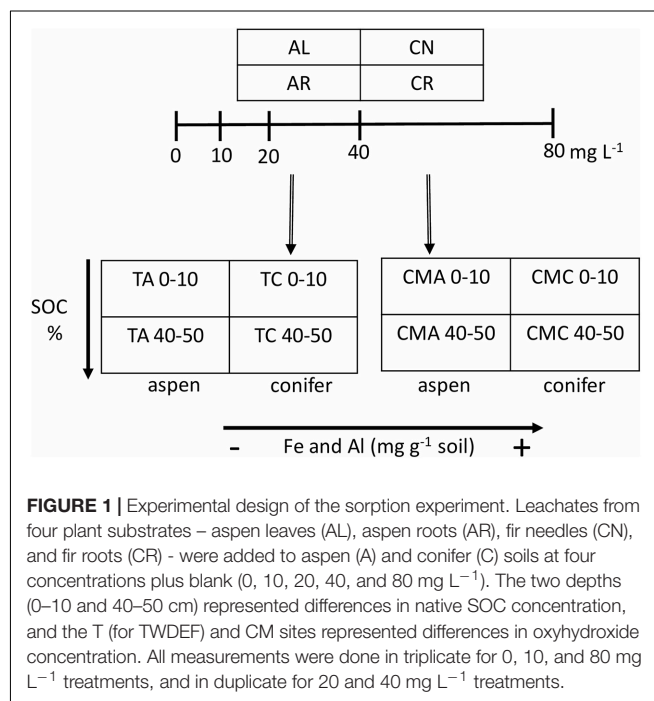 AL CN
AR CR
0 10 20 40 80 mg L⁻¹
SOC
%
TA 0-10 TC 0-10 CMA 0-10 CMC 0-10
TA 40-50 TC 40-50 CMA 40-50 CMC 40-50
aspen conifer aspen conifer
- Fe and Al (mg g⁻¹ soil) +
FIGURE 1 | Experimental design of the sorption experiment. Leachates from
four plant substrates – aspen leaves (AL), aspen roots (AR), fir needles (CN),
and fir roots (CR) - were added to aspen (A) and conifer (C) soils at four
concentrations plus blank (0, 10, 20, 40, and 80 mg L⁻¹). The two depths
(0–10 and 40–50 cm) represented differences in native SOC concentration,
and the T (for TWDEF) and CM sites represented differences in oxyhydroxide
concentration. All measurements were done in triplicate for 0, 10, and 80 mg
L⁻¹ treatments, and in duplicate for 20 and 40 mg L⁻¹ treatments.